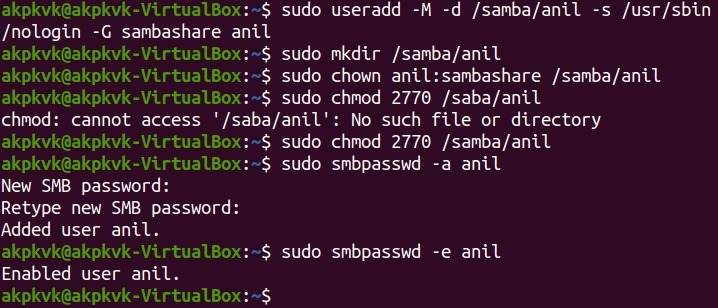 akpkvk@akpkvk-VirtualBox:~$ sudo useradd -M -d /samba/anil -s /usr/sbin
/nologin -G sambashare anil
akpkvk@akpkvk-VirtualBox:~$ sudo mkdir /samba/anil
akpkvk@akpkvk-VirtualBox:~$ sudo chown anil:sambashare /samba/anil
akpkvk@akpkvk-VirtualBox:~$ sudo chmod 2770 /saba/anil
chmod: cannot access '/saba/anil': No such file or directory
akpkvk@akpkvk-VirtualBox:~$ sudo chmod 2770 /samba/anil
akpkvk@akpkvk-VirtualBox:~$ sudo smbpasswd -a anil
New SMB password:
Retype new SMB password:
Added user anil.
akpkvk@akpkvk-VirtualBox:~$ sudo smbpasswd -e anil
Enabled user anil.
akpkvk@akpkvk-VirtualBox:~$